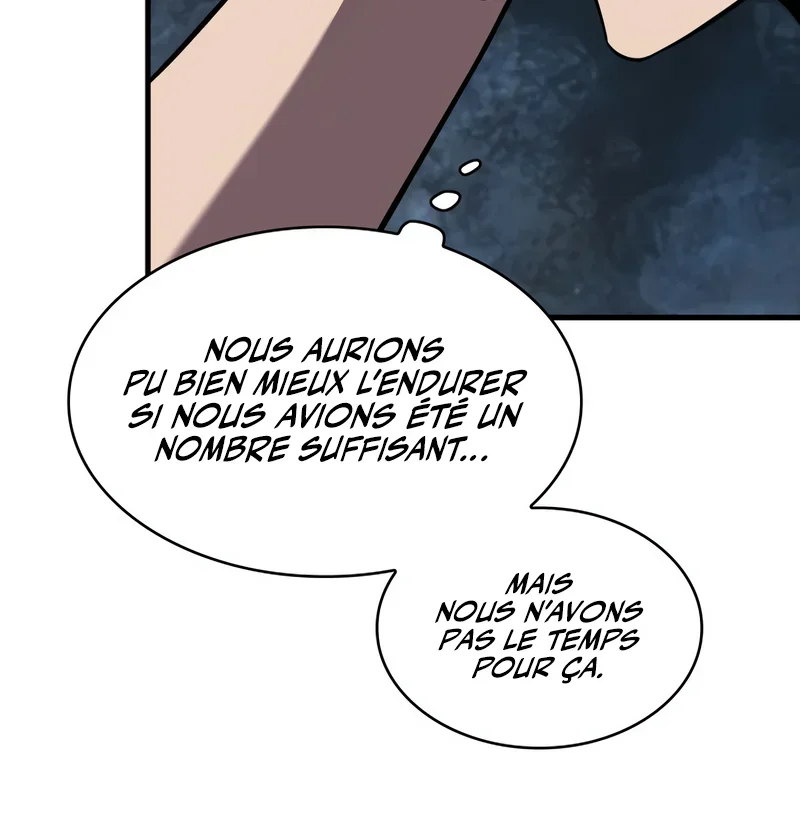 NOUS AURIONS
PU BIEN MIEUX L'ENDURER
SI NOUS AVIONS ÉTÉ UN
NOMBRE SUFFISANT...
MAIS
NOUS N'AVONS
PAS LE TEMPS
POUR ÇA.